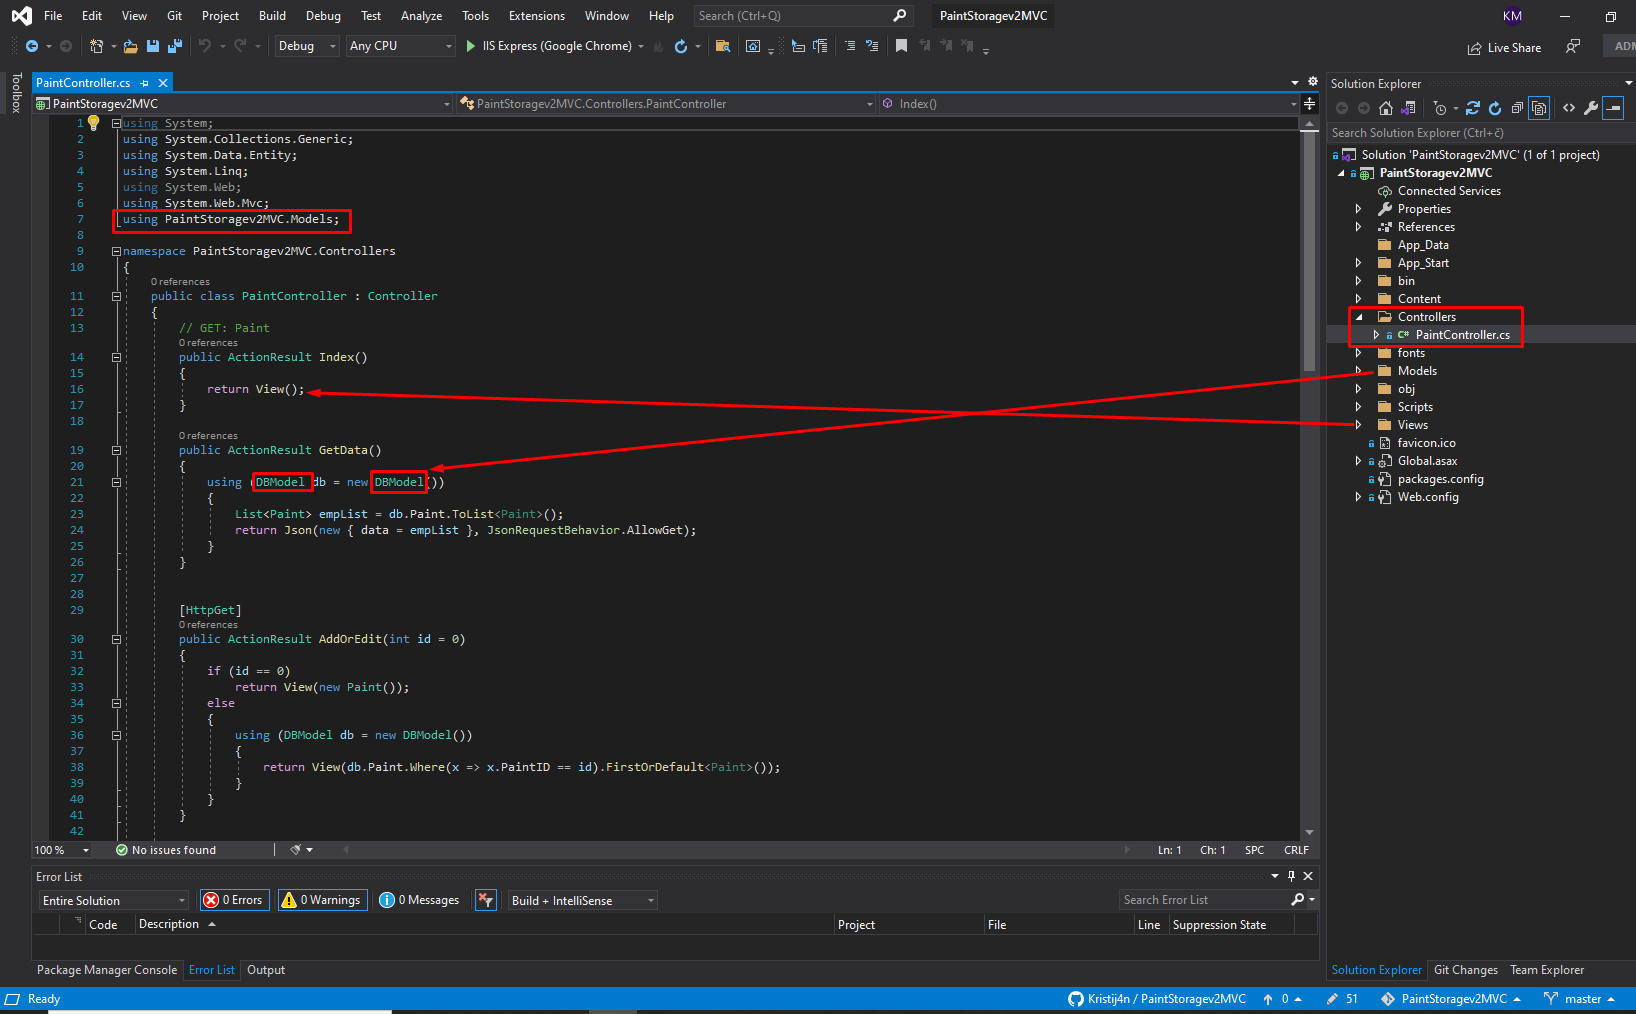 File Edit View Git Project Build Debug Test Analyze Tools Extensions Window Help Search (Ctrl+Q) PaintStoragev2MVC KM
Debug Any CPU IIS Express (Google Chrome) Live Share ADM
Toolbox
PaintController.cs
PaintStoragev2MVC PaintStoragev2MVC.Controllers.PaintController Index()
1 using System;
2 using System.Collections.Generic;
3 using System.Data.Entity;
4 using System.Linq;
5 using System.Web;
6 using System.Web.Mvc;
7 using PaintStoragev2MVC.Models;
8
9 namespace PaintStoragev2MVC.Controllers
10 {
0 references
11 public class PaintController : Controller
12 {
13 // GET: Paint
0 references
14 public ActionResult Index()
15 {
16 return View();
17 }
18
0 references
19 public ActionResult GetData()
20 {
21 using (DBModel db = new DBModel())
22 {
23 List<Paint> empList = db.Paint.ToList<Paint>();
24 return Json(new { data = empList }, JsonRequestBehavior.AllowGet);
25 }
26 }
27
28
29 [HttpGet]
0 references
30 public ActionResult AddOrEdit(int id = 0)
31 {
32 if (id == 0)
33 return View(new Paint());
34 else
35 {
36 using (DBModel db = new DBModel())
37 {
38 return View(db.Paint.Where(x => x.PaintID == id).FirstOrDefault<Paint>());
39 }
40 }
41 }
42
100 % No issues found Ln: 1 Ch: 1 SPC CRLF
Solution Explorer
Search Solution Explorer (Ctrl+č)
Solution 'PaintStoragev2MVC' (1 of 1 project)
PaintStoragev2MVC
Connected Services
Properties
References
App_Data
App_Start
bin
Content
Controllers
C# PaintController.cs
fonts
Models
obj
Scripts
Views
favicon.ico
Global.asax
packages.config
Web.config
Error List
Entire Solution 0 Errors 0 Warnings 0 Messages Build + IntelliSense Search Error List
Code Description Project File Line Suppression State
Package Manager Console Error List Output
Solution Explorer Git Changes Team Explorer
Ready Kristij4n / PaintStoragev2MVC 0 51 PaintStoragev2MVC master